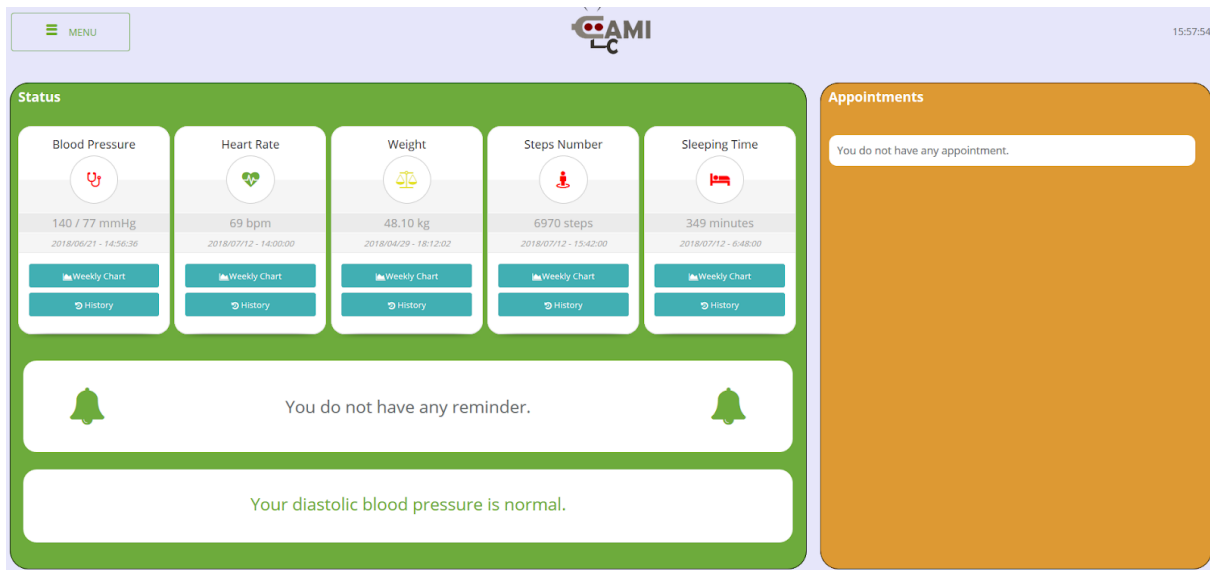 MENU
CAMI
C
15:57:54
Status
Blood Pressure
140 / 77 mmHg
2018/06/21 - 14:56:36
Weekly Chart
History
Heart Rate
69 bpm
2018/07/12 - 14:00:00
Weekly Chart
History
Weight
48.10 kg
2018/04/29 - 18:12:02
Weekly Chart
History
Steps Number
6970 steps
2018/07/12 - 15:42:00
Weekly Chart
History
Sleeping Time
349 minutes
2018/07/12 - 6:48:00
Weekly Chart
History
You do not have any reminder.
Your diastolic blood pressure is normal.
Appointments
You do not have any appointment.